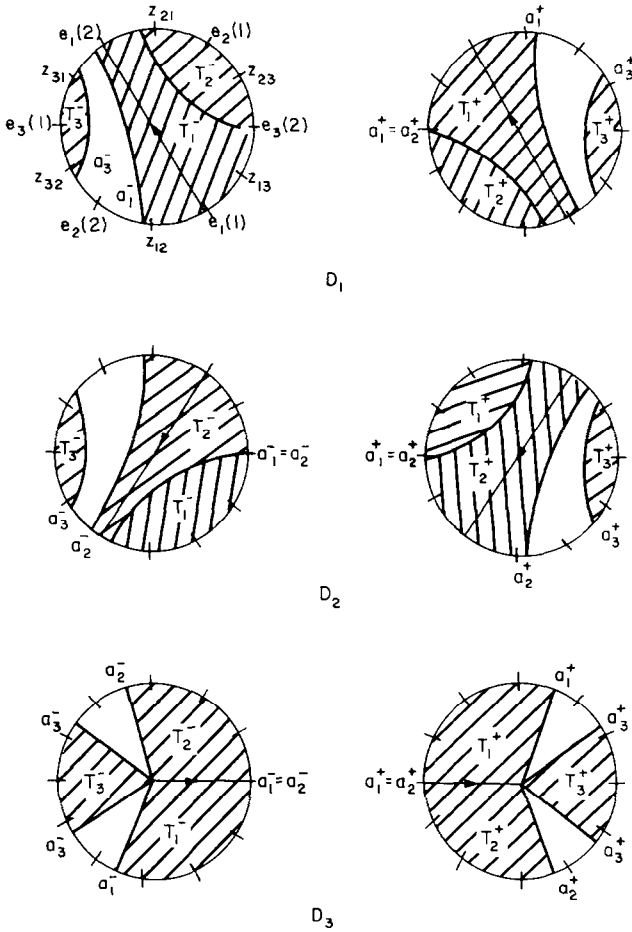 z₂₁
e₁(2) e₂(1) a₁⁺
z₃₁ T₂⁻ z₂₃ a₃⁺
T₃⁻ T₁⁺
e₃(1) T₁⁻ e₃(2) a₁⁺ = a₂⁺ T₃⁺
a₃⁻
z₃₂ a₁⁻ z₁₃ T₂⁺
e₂(2) e₁(1)
z₁₂
D₁
T₁⁺
T₃⁻ T₂⁻ a₁⁻ = a₂⁻ a₁⁺ = a₂⁺ T₂⁺ T₃⁺
a₃⁻ T₁⁻
a₂⁻ a₃⁺
a₂⁺
D₂
a₂⁻ a₁⁺
a₃⁻ T₂⁻ T₁⁺ a₃⁺
T₃⁻ a₁⁻ = a₂⁻ a₁⁺ = a₂⁺ T₃⁺
a₃⁻ T₁⁻ T₂⁺ a₃⁺
a₁⁻ a₂⁺
D₃